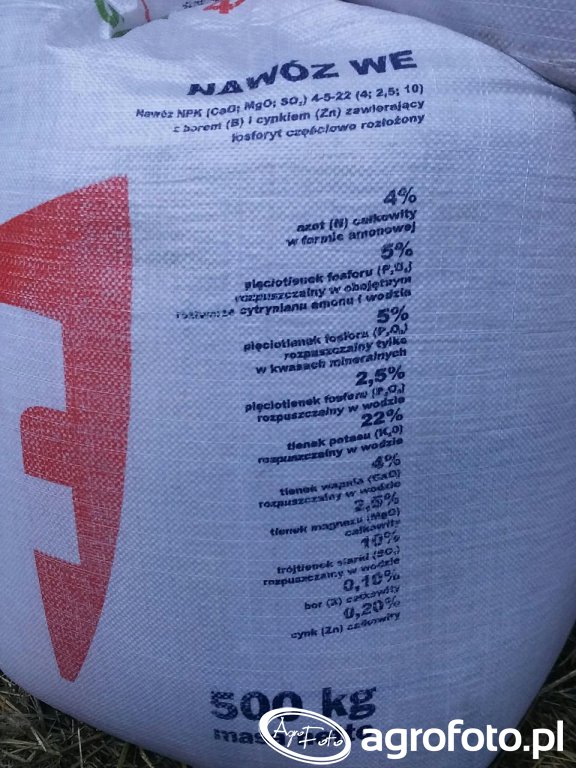 NAWÓZ WE
Nawóz NPK (CaO; MgO; SO₃) 4-5-22 (4; 2,5; 10)
z borem (B) i cynkiem (Zn) zawierający
fosforyt częściowo rozłożony
4%
azot (N) całkowity
w formie amonowej
5%
pięciotlenek fosforu (P₂O₅)
rozpuszczalny w obojętnym
roztworze cytrynianu amonu i wodzie
5%
pięciotlenek fosforu (P₂O₅)
rozpuszczalny tylko
w kwasach mineralnych
2,5%
pięciotlenek fosforu (P₂O₅)
rozpuszczalny w wodzie
22%
tlenek potasu (K₂O)
rozpuszczalny w wodzie
4%
tlenek wapnia (CaO)
rozpuszczalny w wodzie
2,5%
tlenek magnezu (MgO)
całkowity
10%
trójtlenek siarki (SO₃)
rozpuszczalny w wodzie
0,10%
bor (B) całkowity
0,20%
cynk (Zn) całkowity
500 kg
masa netto
AgroFoto
agrofoto.pl